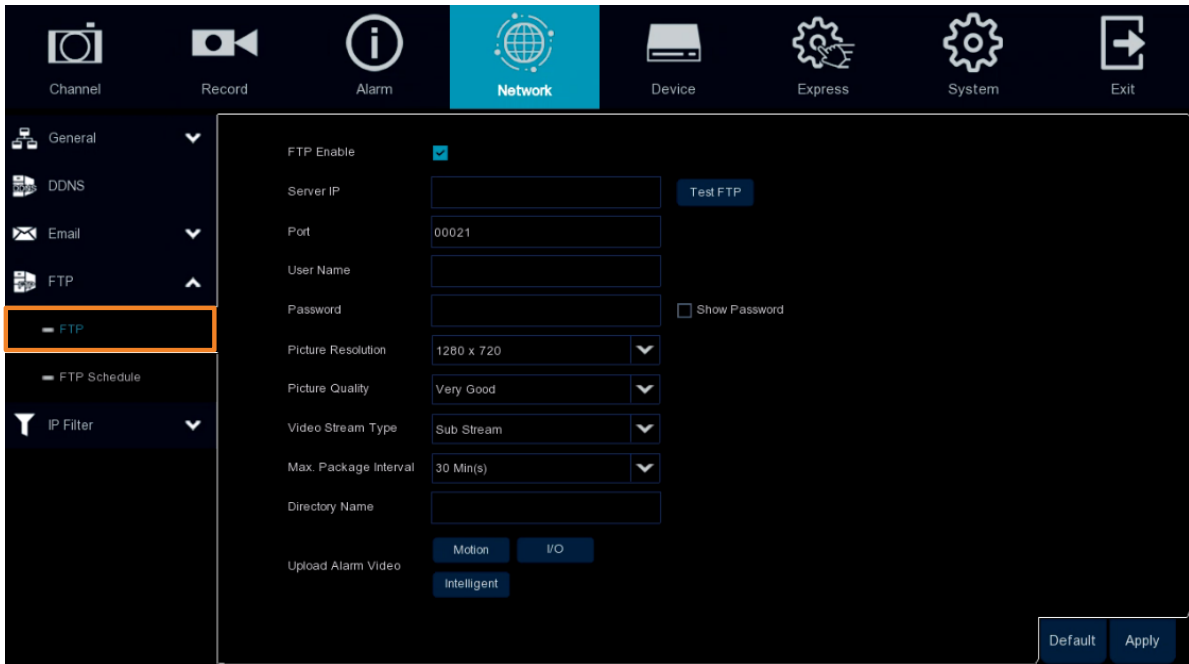 Channel Record Alarm Network Device Express System Exit
General
DDNS
Email
FTP
FTP
FTP Schedule
IP Filter
FTP Enable
Server IP Test FTP
Port 00021
User Name
Password Show Password
Picture Resolution 1280 x 720
Picture Quality Very Good
Video Stream Type Sub Stream
Max. Package Interval 30 Min(s)
Directory Name
Upload Alarm Video Motion I/O
Intelligent
Default Apply